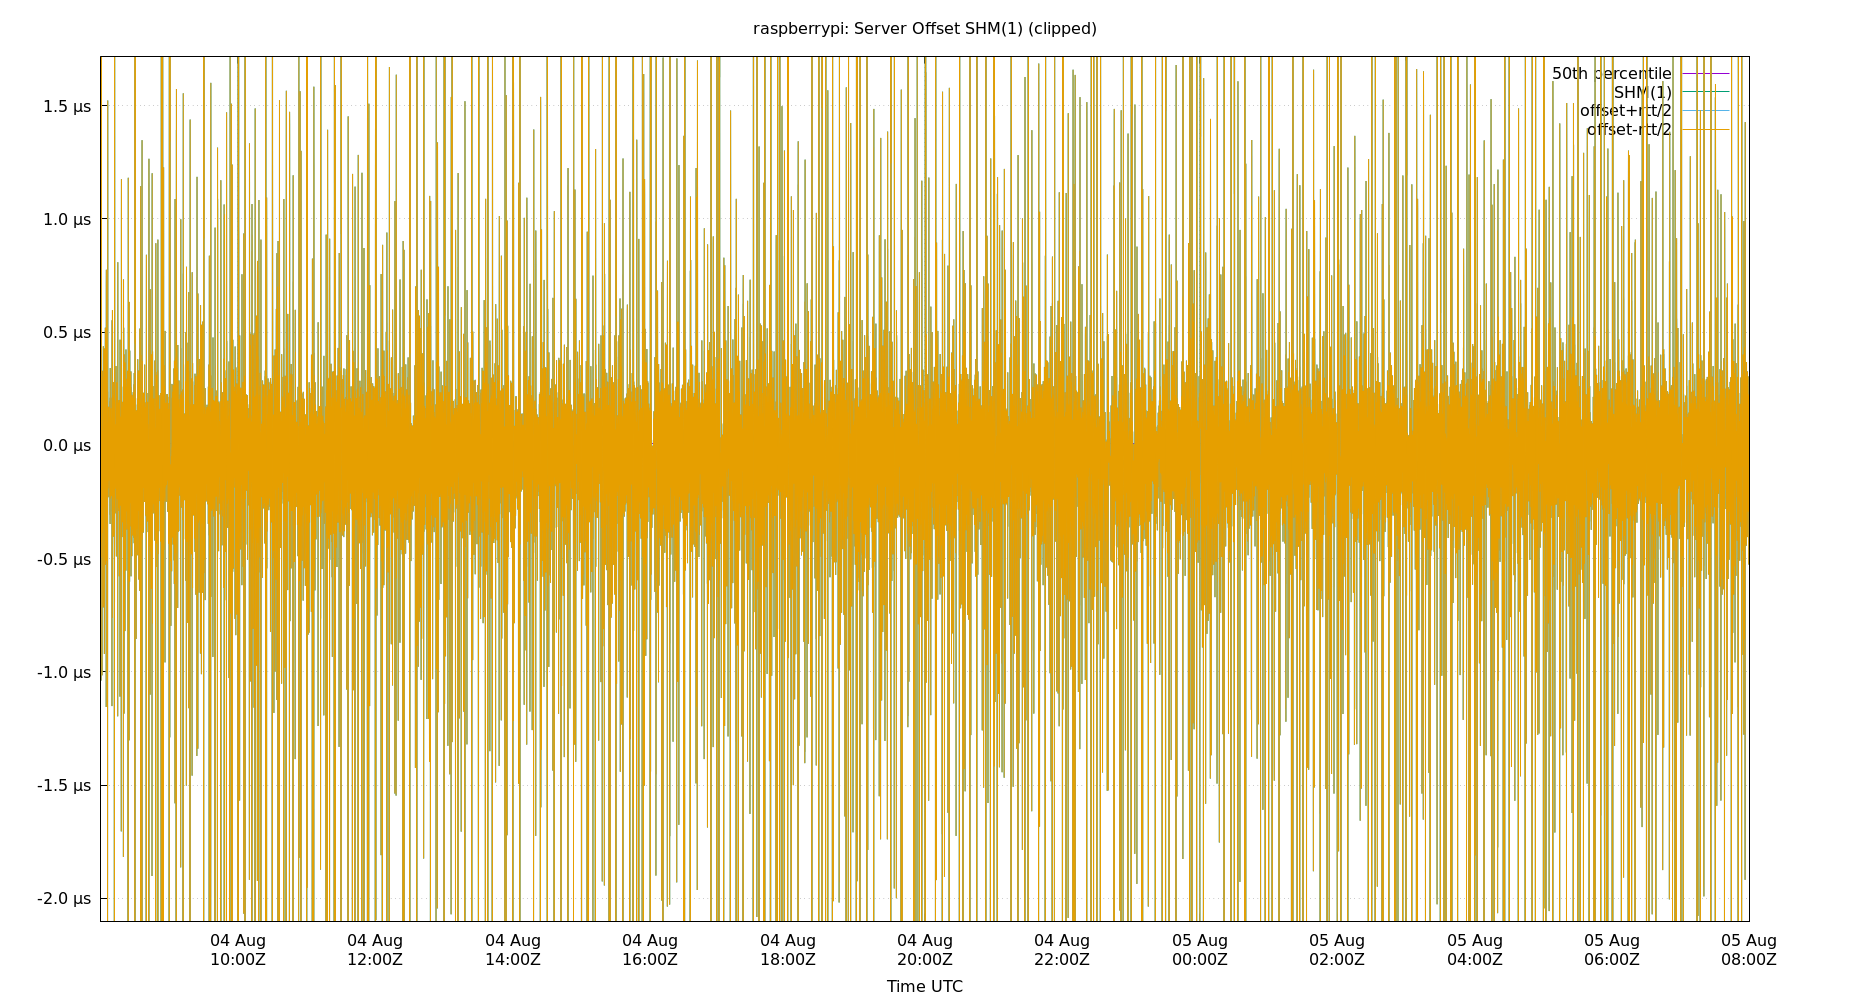 raspberrypi: Server Offset SHM(1) (clipped)
50th percentile
SHM(1)
offset+rtt/2
offset-rtt/2
1.5 µs
1.0 µs
0.5 µs
0.0 µs
-0.5 µs
-1.0 µs
-1.5 µs
-2.0 µs
04 Aug 04 Aug 04 Aug 04 Aug 04 Aug 04 Aug 04 Aug 05 Aug 05 Aug 05 Aug 05 Aug 05 Aug
10:00Z 12:00Z 14:00Z 16:00Z 18:00Z 20:00Z 22:00Z 00:00Z 02:00Z 04:00Z 06:00Z 08:00Z
Time UTC